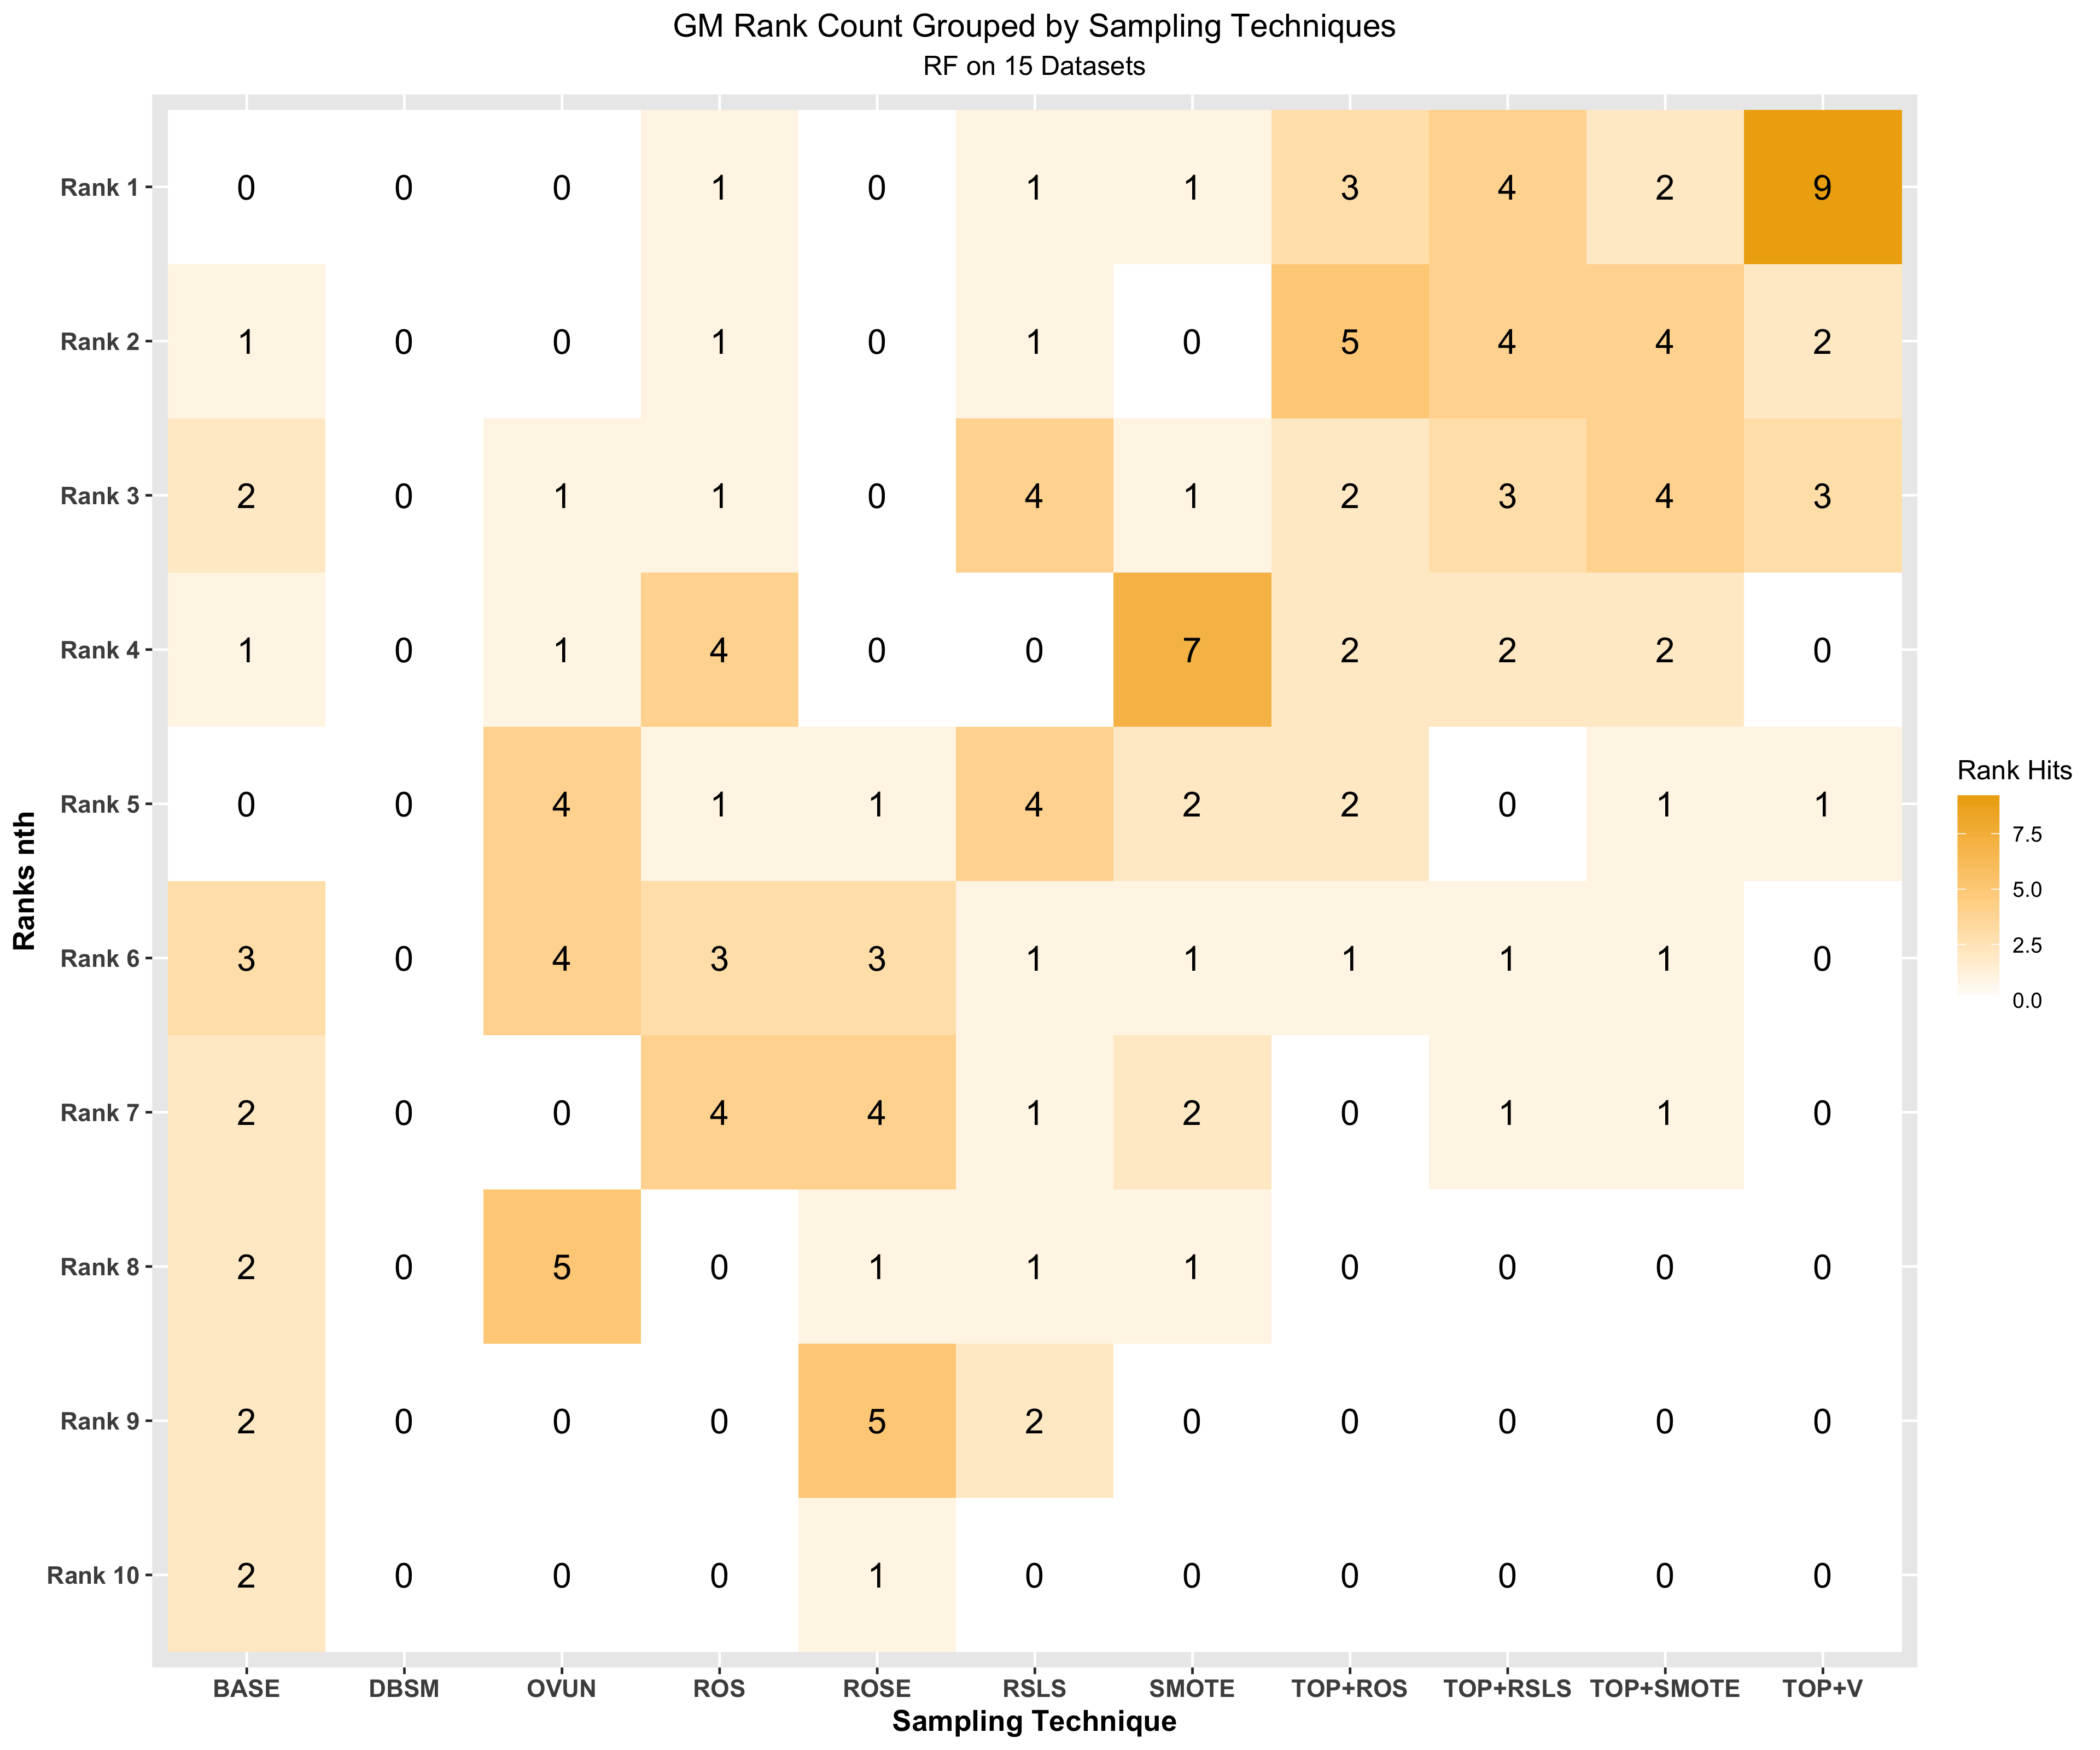 GM Rank Count Grouped by Sampling Techniques
RF on 15 Datasets
Rank 1 0 0 0 1 0 1 1 3 4 2 9
Rank 2 1 0 0 1 0 1 0 5 4 4 2
Rank 3 2 0 1 1 0 4 1 2 3 4 3
Rank 4 1 0 1 4 0 0 7 2 2 2 0
Rank 5 0 0 4 1 1 4 2 2 0 1 1
Rank 6 3 0 4 3 3 1 1 1 1 1 0
Rank 7 2 0 0 4 4 1 2 0 1 1 0
Rank 8 2 0 5 0 1 1 1 0 0 0 0
Rank 9 2 0 0 0 5 2 0 0 0 0 0
Rank 10 2 0 0 0 1 0 0 0 0 0 0
BASE DBSM OVUN ROS ROSE RSLS SMOTE TOP+ROS TOP+RSLS TOP+SMOTE TOP+V
Sampling Technique
Ranks nth
Rank Hits
7.5
5.0
2.5
0.0